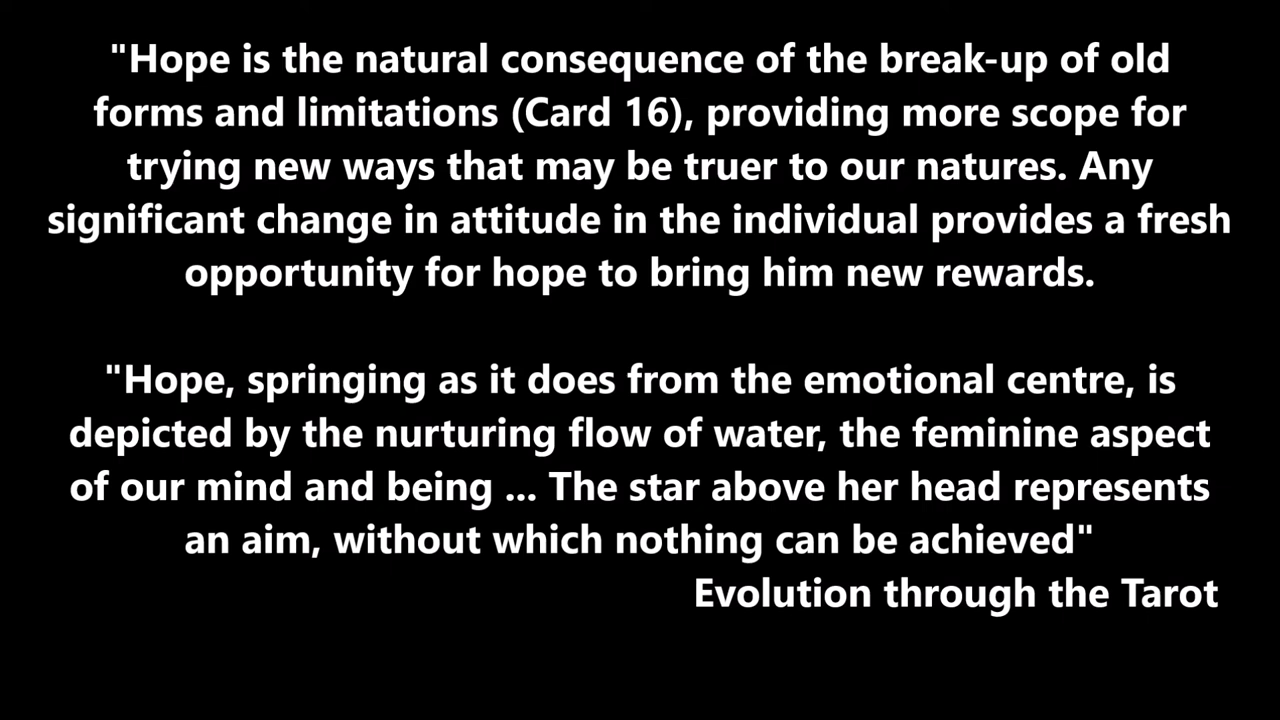 "Hope is the natural consequence of the break-up of old
forms and limitations (Card 16), providing more scope for
trying new ways that may be truer to our natures. Any
significant change in attitude in the individual provides a fresh
opportunity for hope to bring him new rewards.
"Hope, springing as it does from the emotional centre, is
depicted by the nurturing flow of water, the feminine aspect
of our mind and being ... The star above her head represents
an aim, without which nothing can be achieved"
Evolution through the Tarot